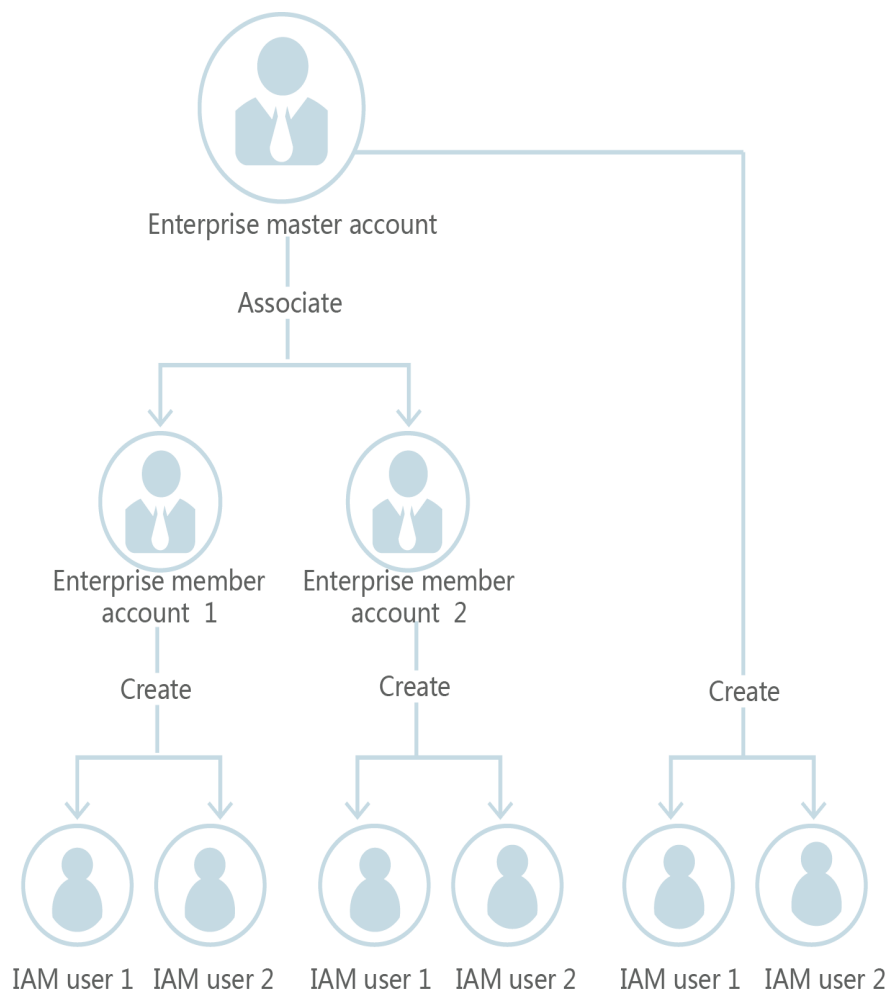 Enterprise master account
Associate
Enterprise member
account 1
Enterprise member
account 2
Create
Create
Create
IAM user 1
IAM user 2
IAM user 1
IAM user 2
IAM user 1
IAM user 2